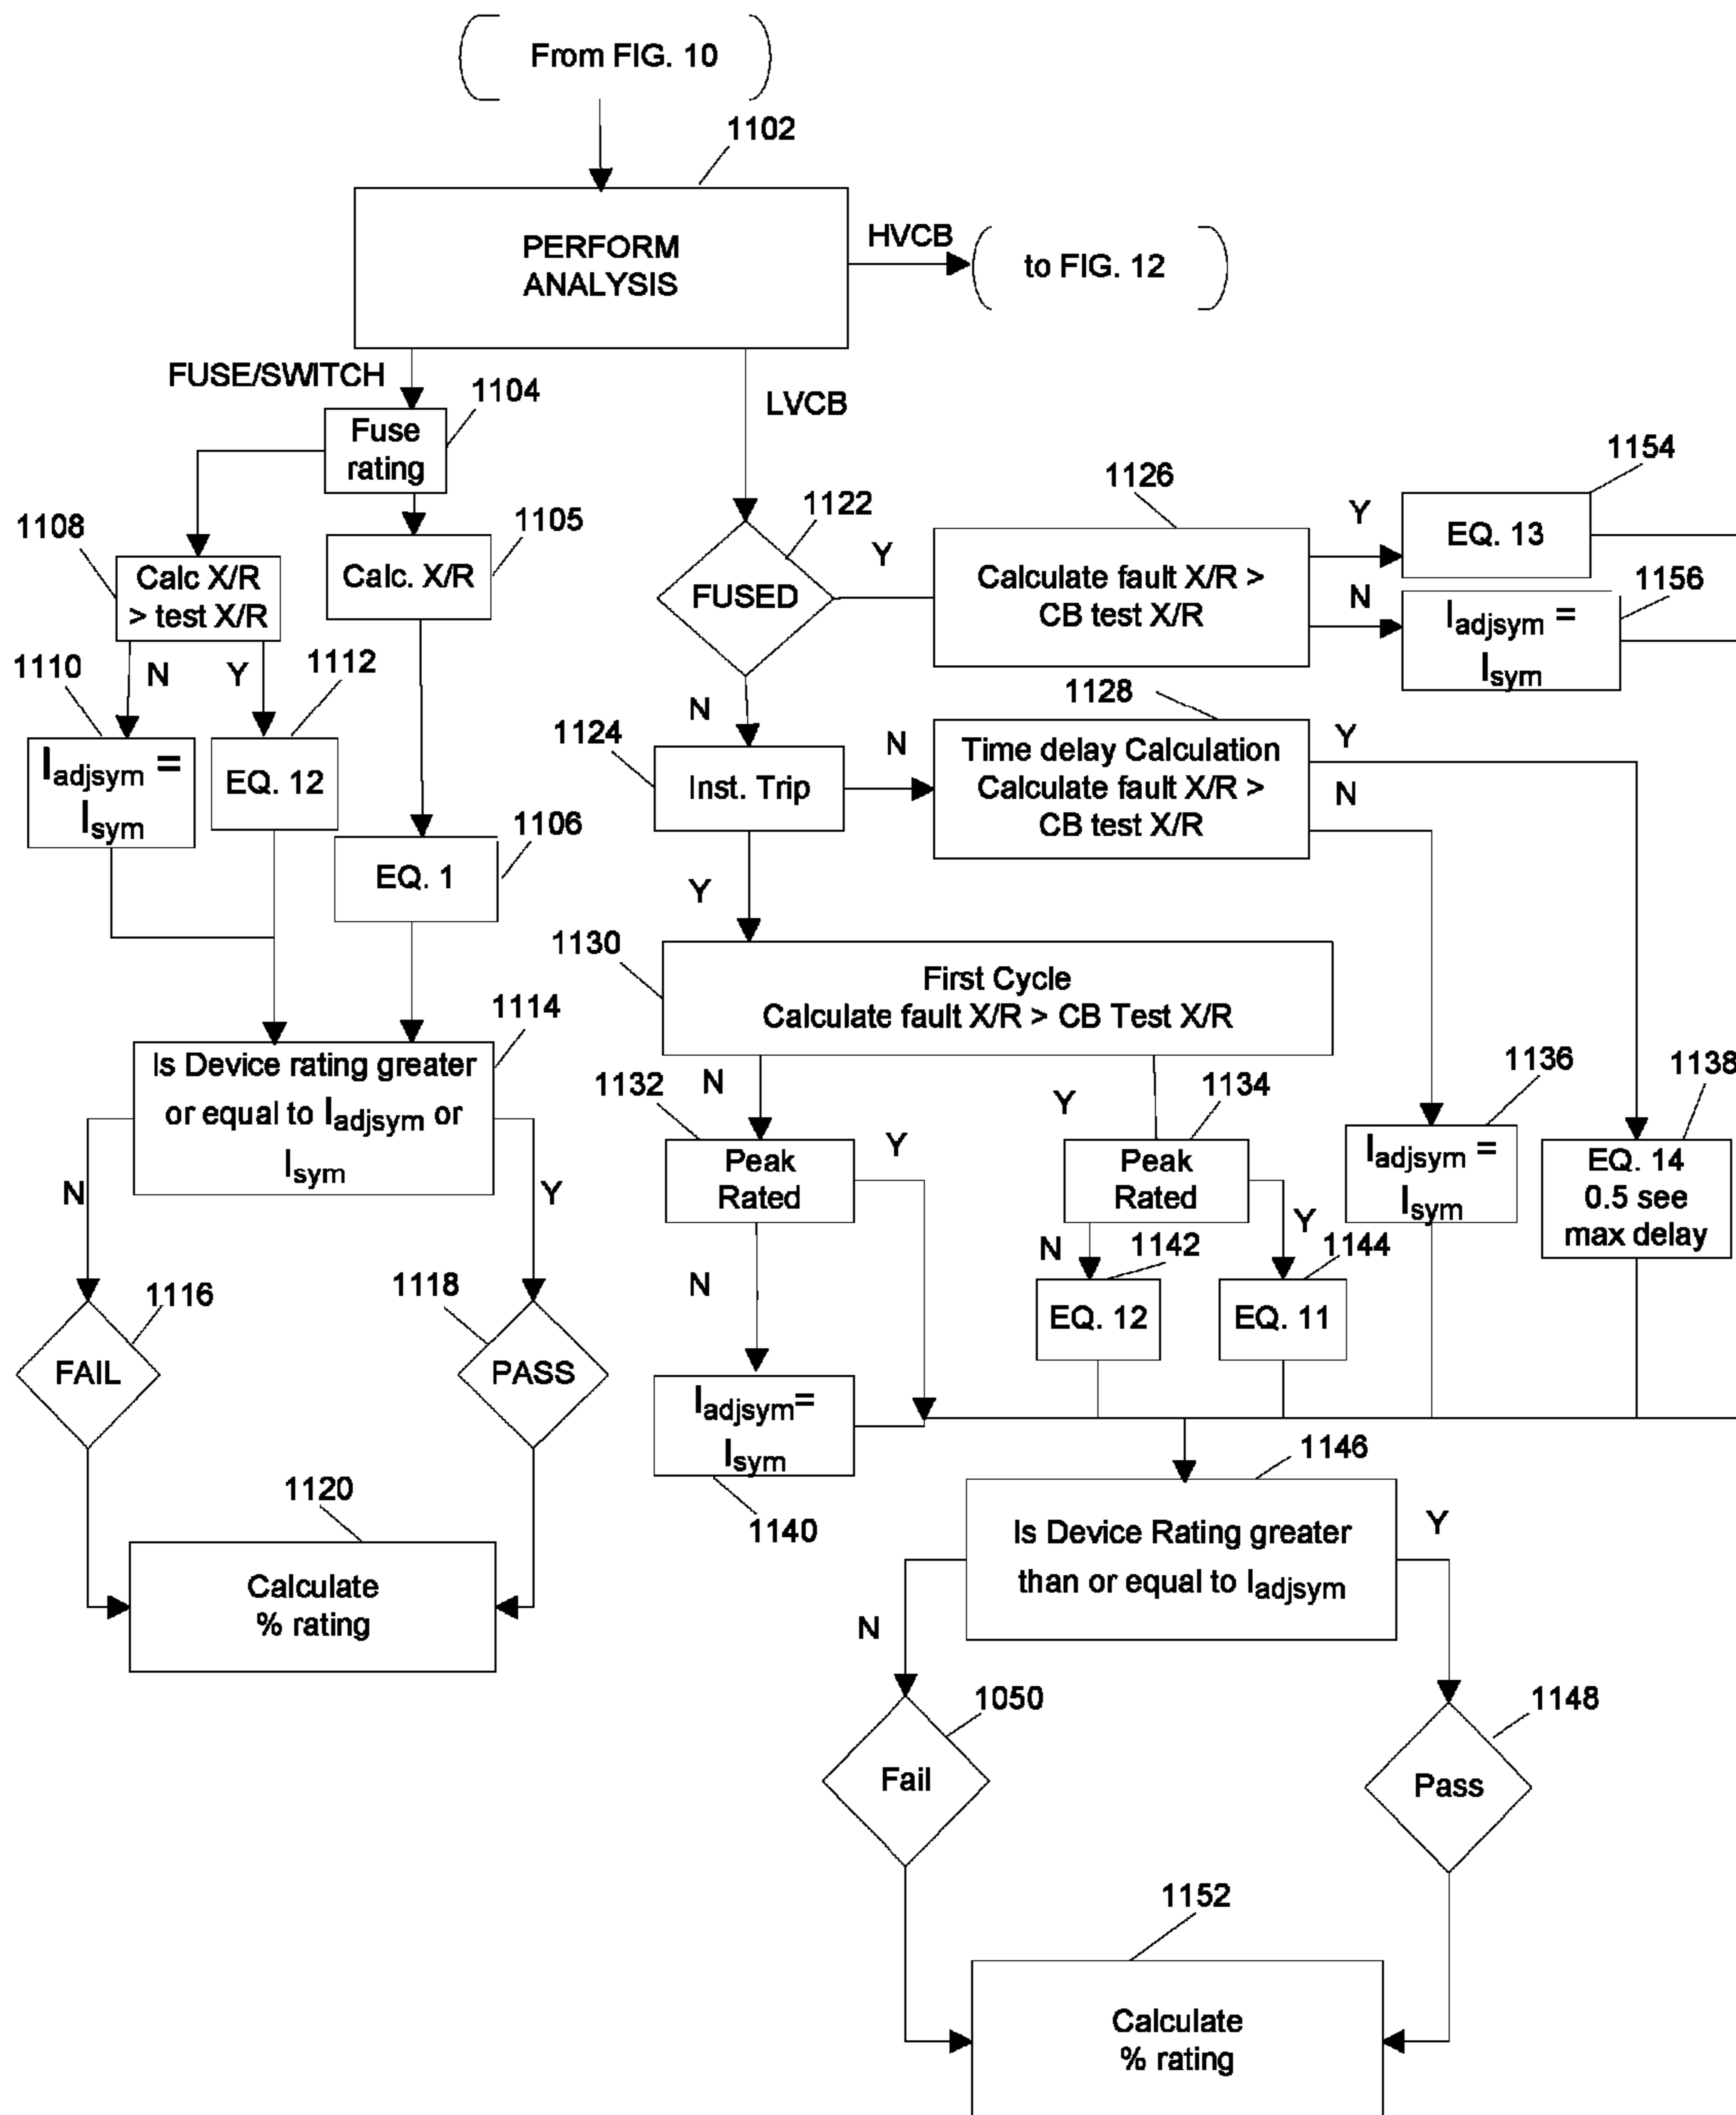 From FIG. 10
1102
PERFORM
ANALYSIS
HVCB
to FIG. 12
FUSE/SWITCH
LVCB
1104
Fuse
rating
1108
Calc X/R
> test X/R
1105
Calc. X/R
1122
FUSED
Y
1126
Calculate fault X/R >
CB test X/R
Y
1154
EQ. 13
N
1156
Iadjsym =
Isym
1110
N
Y
1112
Iadjsym =
Isym
EQ. 12
1106
EQ. 1
N
1124
Inst. Trip
N
1128
Time delay Calculation
Calculate fault X/R >
CB test X/R
Y
N
Y
1130
First Cycle
Calculate fault X/R > CB Test X/R
1114
Is Device rating greater
or equal to Iadjsym or
Isym
N
Y
1132
N
Peak
Rated
Y
Y
1134
Peak
Rated
1136
Iadjsym =
Isym
1138
EQ. 14
0.5 see
max delay
N
N
1142
EQ. 12
Y
1144
EQ. 11
1116
FAIL
1118
PASS
Iadjsym=
Isym
1140
1120
Calculate
% rating
1146
Is Device Rating greater
than or equal to Iadjsym
Y
N
1050
Fail
1148
Pass
1152
Calculate
% rating